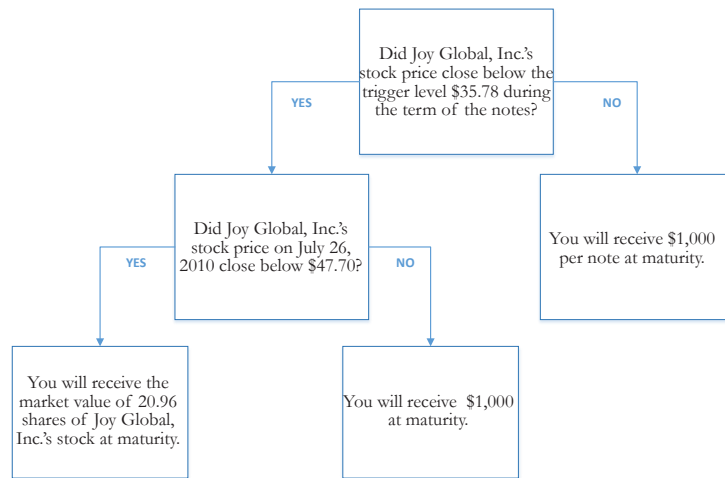 Did Joy Global, Inc.'s
stock price close below the
trigger level $35.78 during
the term of the notes?
YES
NO
Did Joy Global, Inc.'s
stock price on July 26,
2010 close below $47.70?
You will receive $1,000
per note at maturity.
YES
NO
You will receive the
market value of 20.96
shares of Joy Global,
Inc.'s stock at maturity.
You will receive $1,000
at maturity.